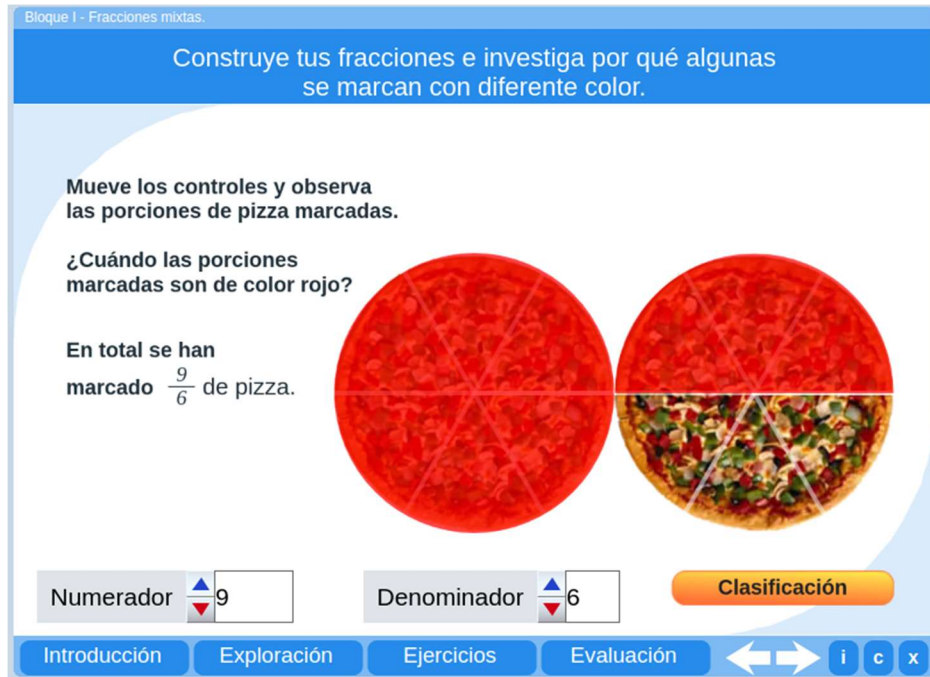 Bloque I - Fracciones mixtas.
Construye tus fracciones e investiga por qué algunas
se marcan con diferente color.
Mueve los controles y observa
las porciones de pizza marcadas.
¿Cuándo las porciones
marcadas son de color rojo?
En total se han
marcado 9/6 de pizza.
Numerador 9
Denominador 6
Clasificación
Introducción
Exploración
Ejercicios
Evaluación
i
c
x